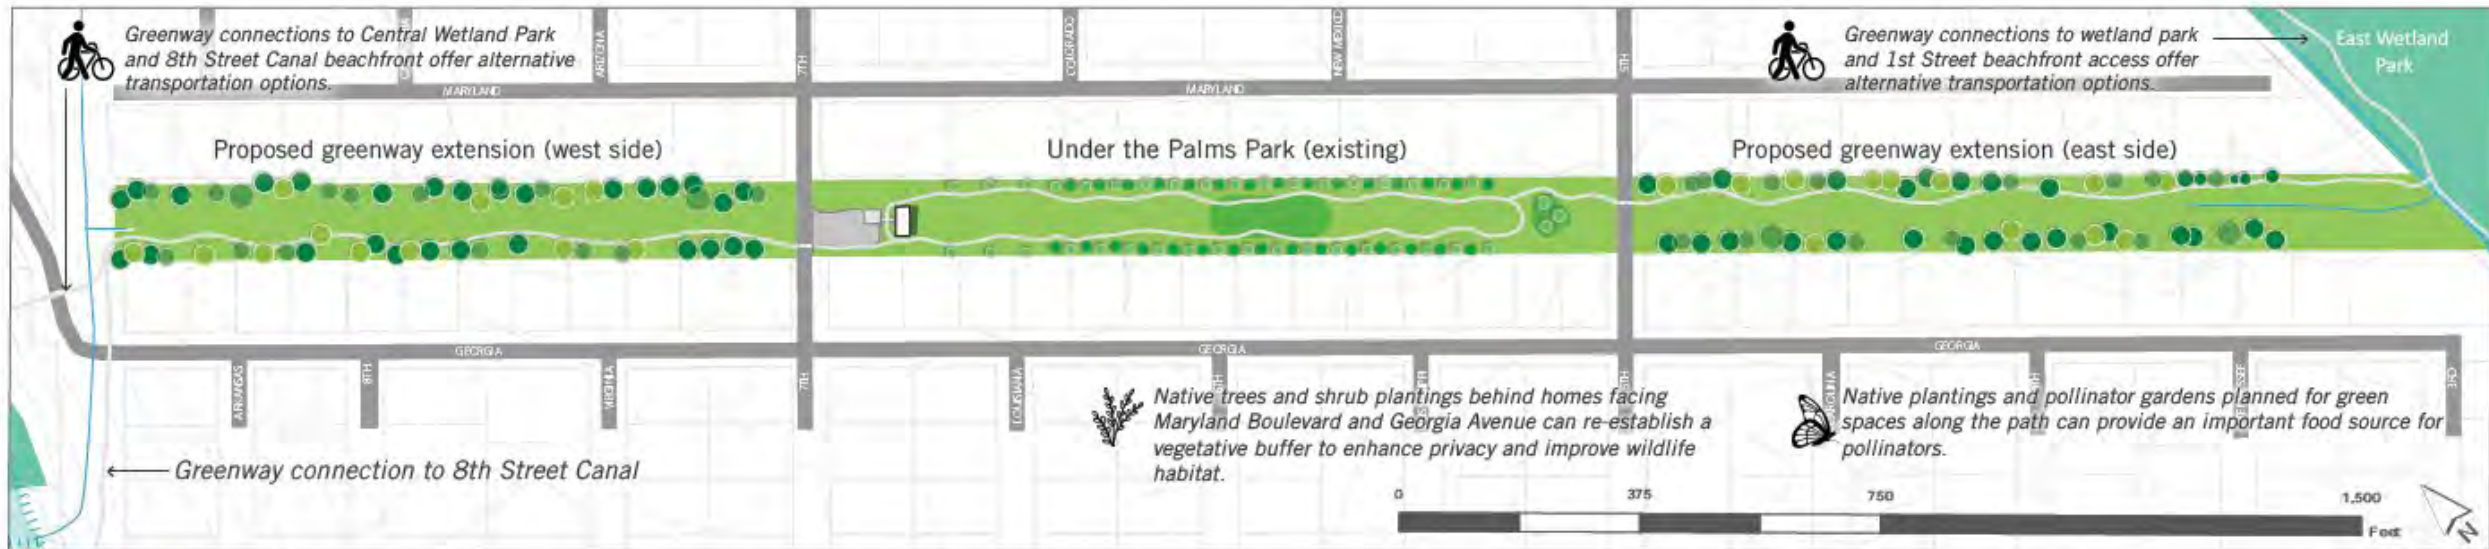 Greenway connections to Central Wetland Park
and 8th Street Canal beachfront offer alternative
transportation options.
ARIZONA
7TH
COLORADO
NEW MEXICO
5TH
Greenway connections to wetland park
and 1st Street beachfront access offer
alternative transportation options.
East Wetland
Park
MARYLAND
MARYLAND
Proposed greenway extension (west side)
Under the Palms Park (existing)
Proposed greenway extension (east side)
GEORGIA
GEORGIA
GEORGIA
ARKANSAS
8TH
VIRGINIA
7TH
LOUISIANA
3RD
Native trees and shrub plantings behind homes facing
Maryland Boulevard and Georgia Avenue can re-establish a
vegetative buffer to enhance privacy and improve wildlife
habitat.
Native plantings and pollinator gardens planned for green
spaces along the path can provide an important food source for
pollinators.
Greenway connection to 8th Street Canal
0 375 750 1,500
Feet
N